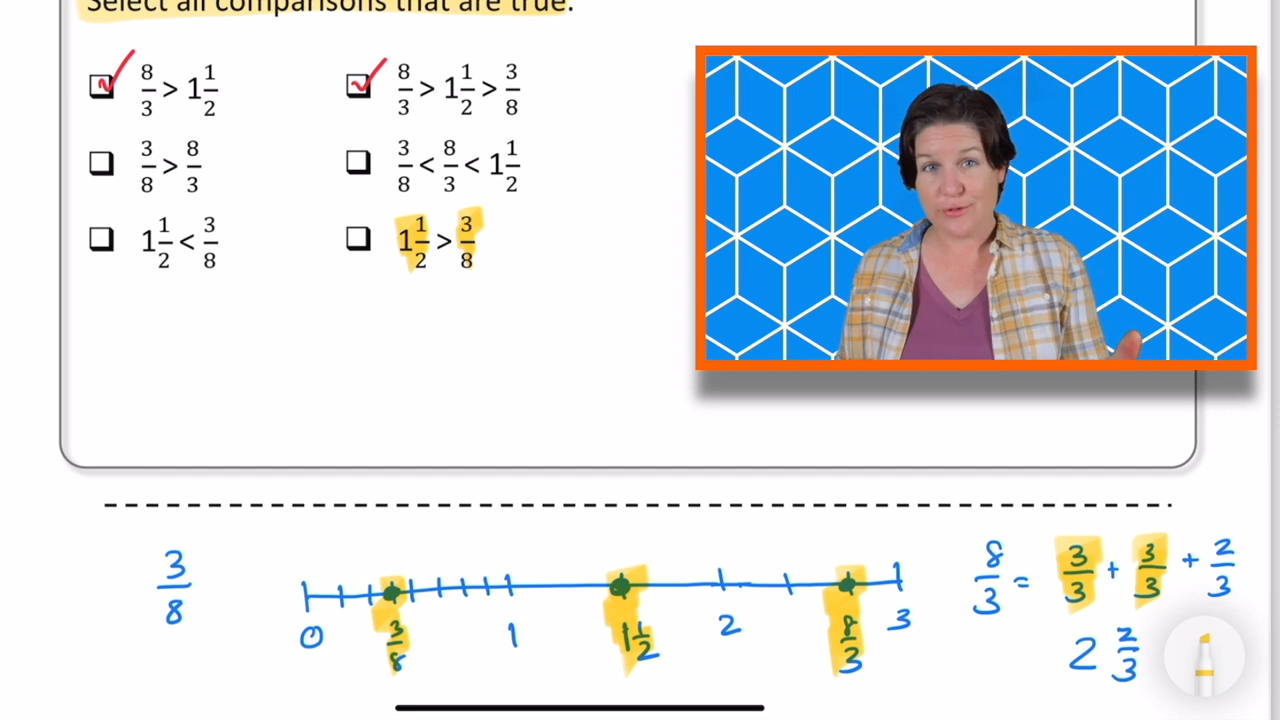 Select all comparisons that are true.
8/3 > 1 1/2
8/3 > 1 1/2 > 3/8
3/8 > 8/3
3/8 < 8/3 < 1 1/2
1 1/2 < 3/8
1 1/2 > 3/8
3/8
8/3 = 3/3 + 3/3 + 2/3
0 3/8 1 1 1/2 2 8/3 3
2 2/3